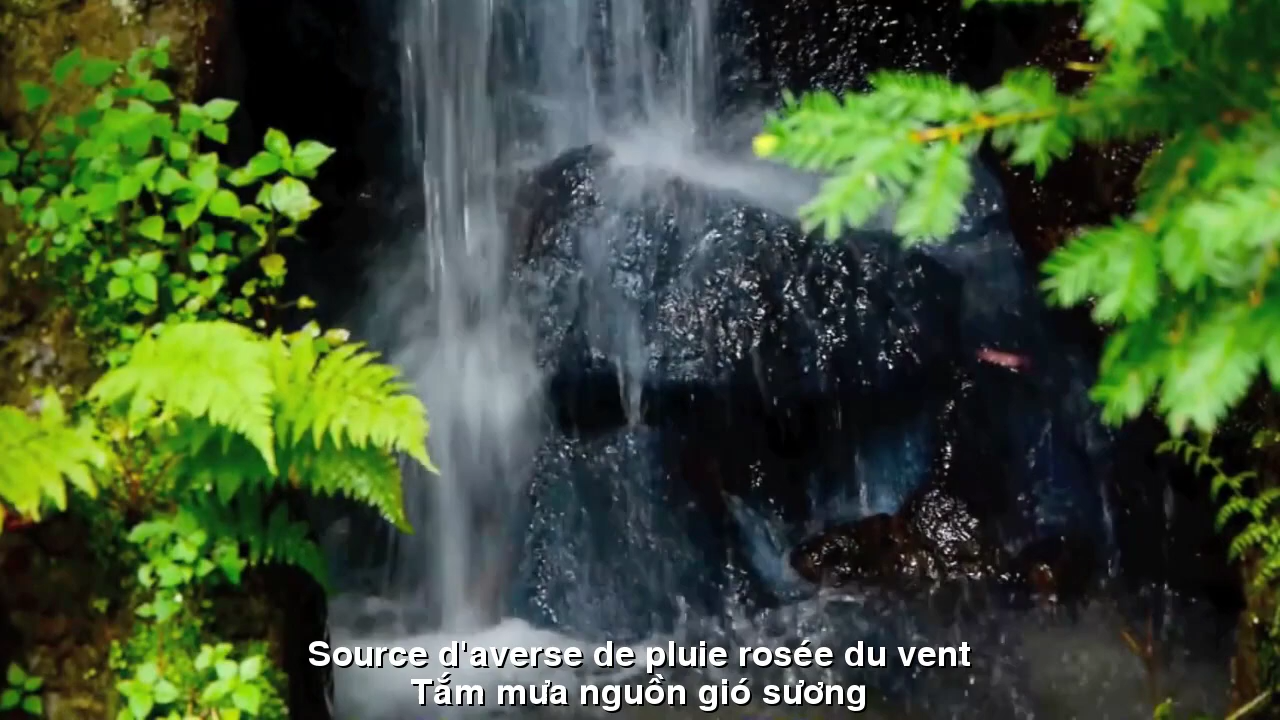 Source d'averse de pluie rosée du vent
Tắm mưa nguồn gió sương